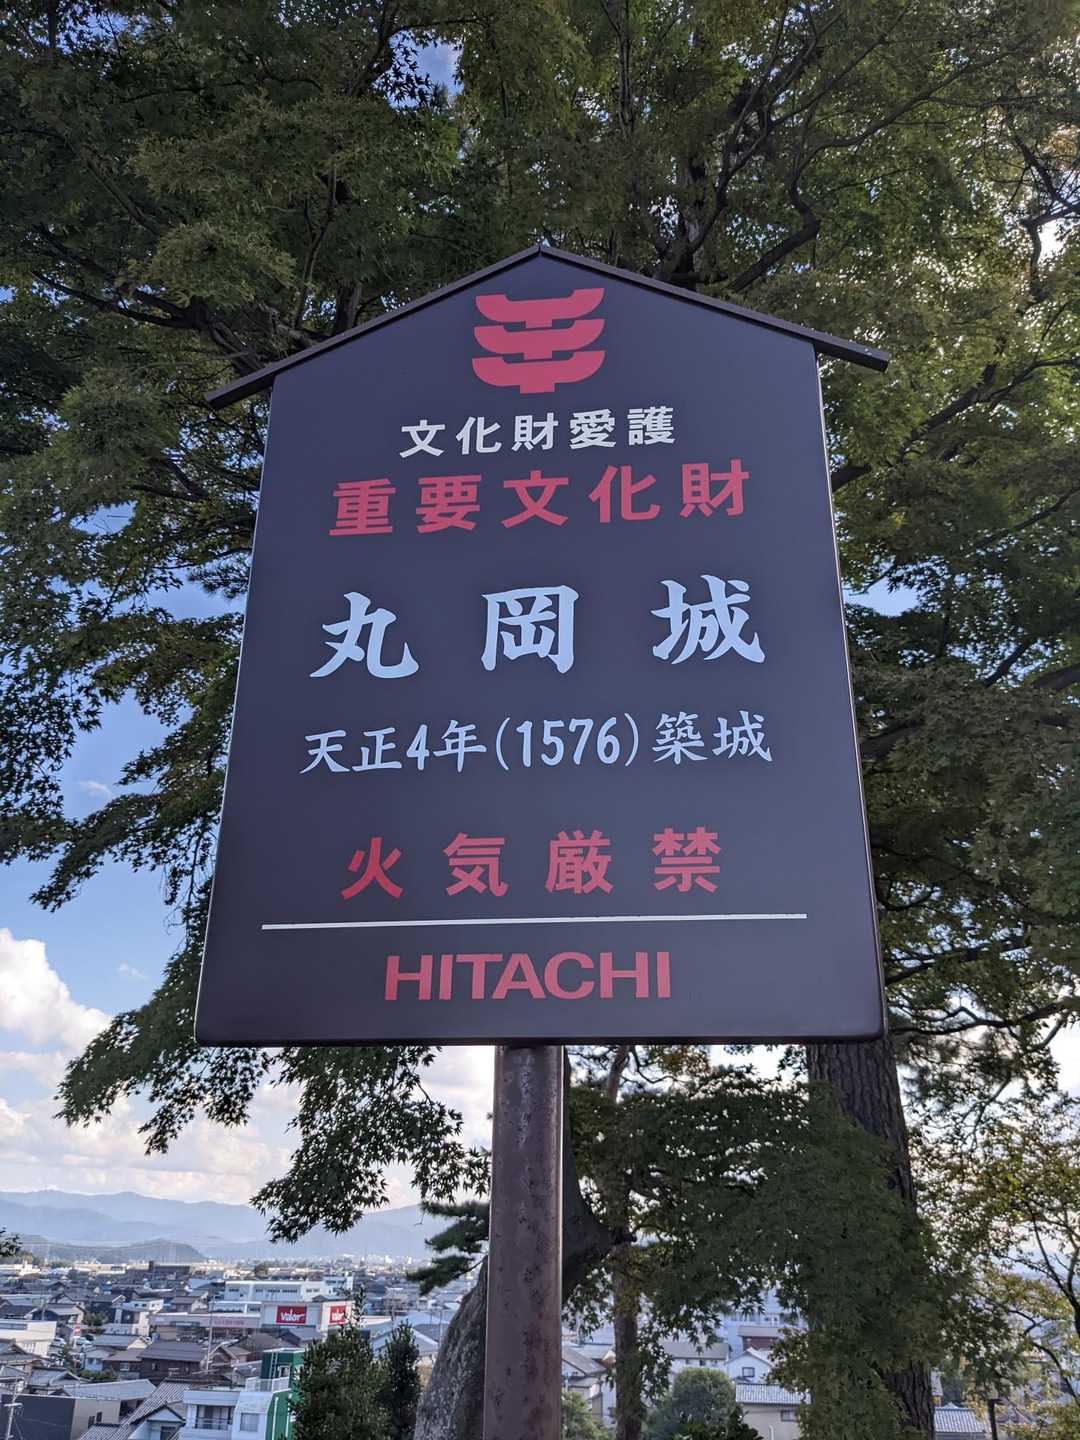 文化財愛護
重要文化財
丸岡城
天正4年(1576)築城
火気厳禁
HITACHI
Valor